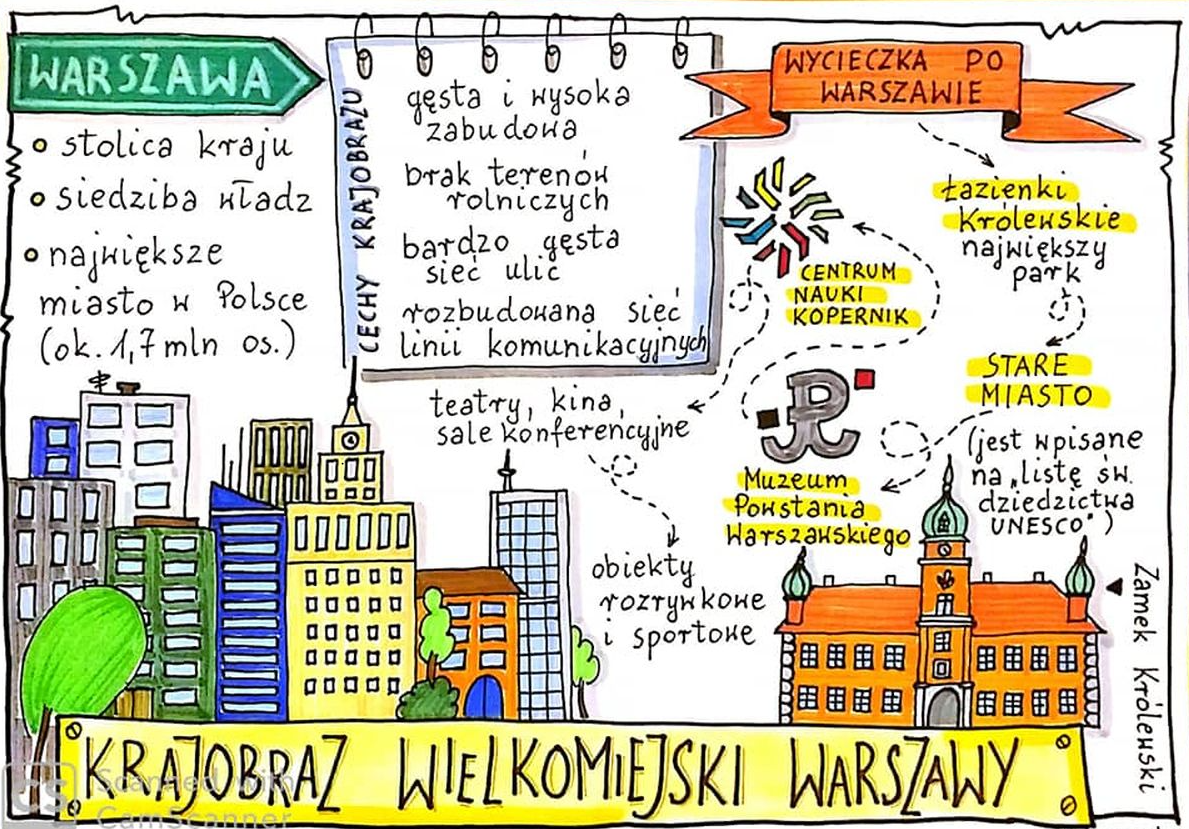 WARSZAWA
stolica kraju
siedziba władz
największe
miasto w Polsce
(ok. 1,7 mln os.)
CECHY KRAJOBRAZU
gęsta i wysoka
zabudowa
brak terenów
rolniczych
bardzo gęsta
sieć ulic
rozbudowana sieć
linii komunikacyjnych
WYCIECZKA PO
WARSZAWIE
Łazienki
Królewskie
największy
park
STARE
MIASTO
(jest wpisane
na „listę św.
dziedzictwa
UNESCO")
Muzeum
Powstania
Warszawskiego
CENTRUM
NAUKI
KOPERNIK
teatry, kina,
sale konferencyjne
obiekty
rozrywkowe
i sportowe
Zamek Królewski
KRAJOBRAZ WIELKOMIEJSKI WARSZAWY
CS Scanned with
CamScanner